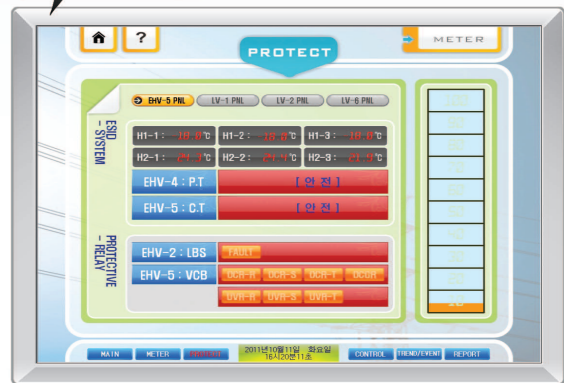 ?
PROTECT
METER
EHV-5 PNL LV-1 PNL LV-2 PNL LV-6 PNL
ESID
- SYSTEM
H1-1 : ℃ H1-2 : ℃ H1-3 : ℃
H2-1 : ℃ H2-2 : ℃ H2-3 : ℃
EHV-4 : P.T [ 안 전 ]
EHV-5 : C.T [ 안 전 ]
PROTECTIVE
- RELAY
EHV-2 : LBS FAULT
EHV-5 : VCB OCR-R OCR-S OCR-T OCGR
UVR-R UVR-S UVR-T
MAIN METER PROTECT 2011년10월11일 화요일 CONTROL TREND/EVENT REPORT
16시20분11초